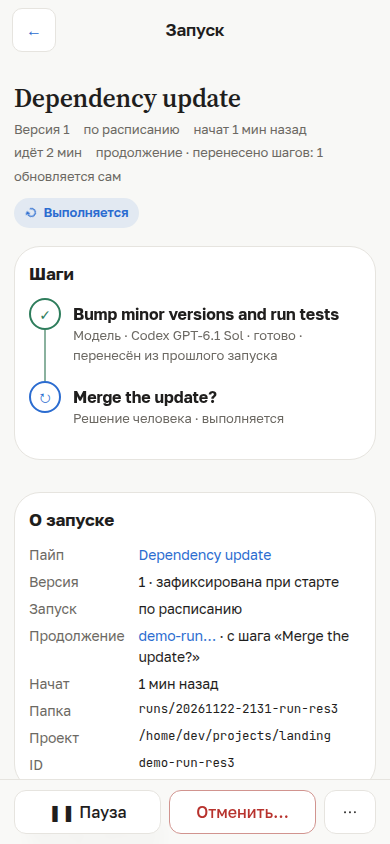 ←
Запуск
Dependency update
Версия 1 по расписанию начат 1 мин назад
идёт 2 мин продолжение · перенесено шагов: 1
обновляется сам
Выполняется
Шаги
✓
Bump minor versions and run tests
Модель · Codex GPT-6.1 Sol · готово ·
перенесён из прошлого запуска
↻
Merge the update?
Решение человека · выполняется
О запуске
Пайп Dependency update
Версия 1 · зафиксирована при старте
Запуск по расписанию
Продолжение demo-run… · с шага «Merge the
update?»
Начат 1 мин назад
Папка runs/20261122-2131-run-res3
Проект /home/dev/projects/landing
ID demo-run-res3
❚❚ Пауза
Отменить…
⋯